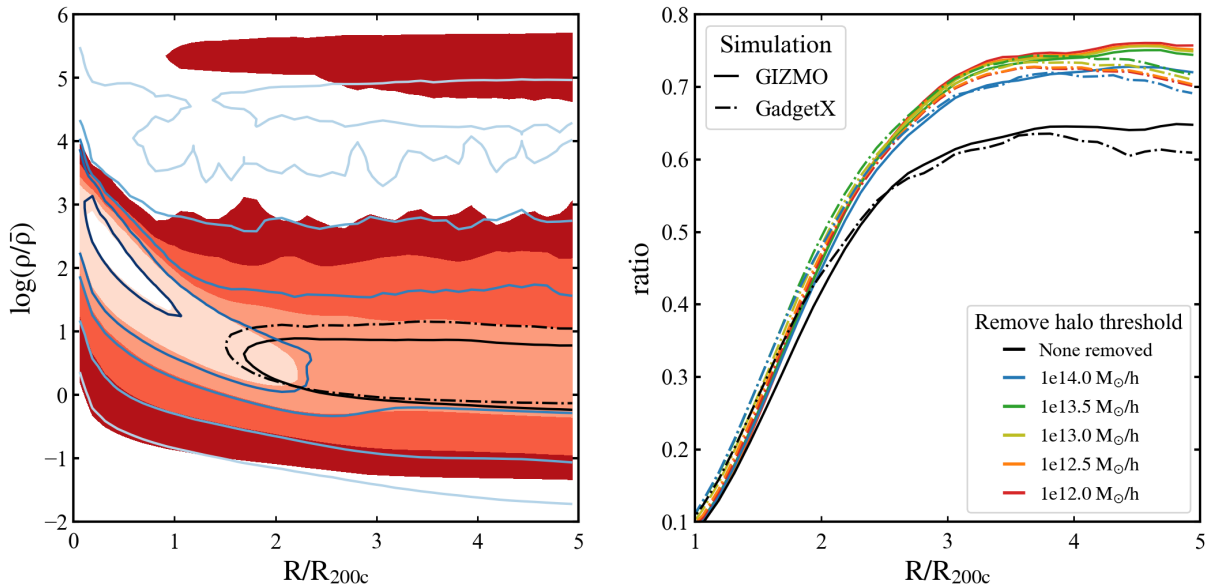 6
5
4
3
2
1
0
−1
−2
log(ρ/ρ̄)
0
1
2
3
4
5
R/R200c
0.8
0.7
0.6
0.5
0.4
0.3
0.2
0.1
ratio
Simulation
GIZMO
GadgetX
Remove halo threshold
None removed
1e14.0 M⊙/h
1e13.5 M⊙/h
1e13.0 M⊙/h
1e12.5 M⊙/h
1e12.0 M⊙/h
1
2
3
4
5
R/R200c